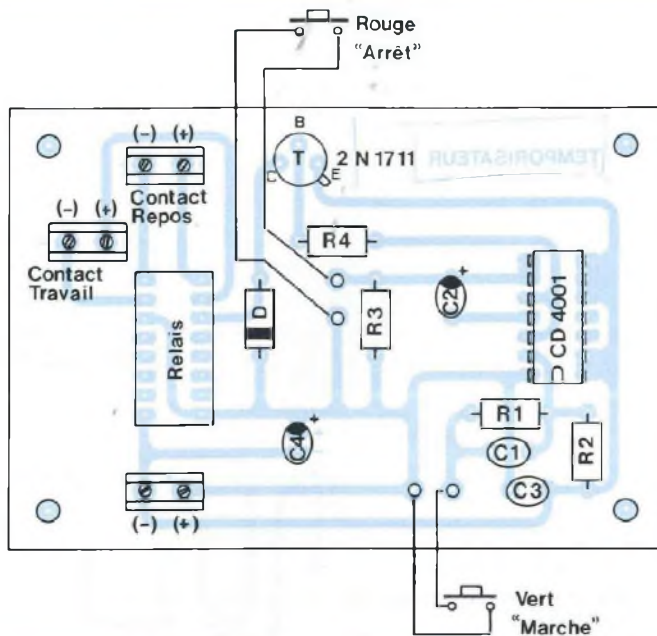 Rouge
"Arrêt"
B
(-) (+)
T
2 N 1711
TEMPORISATEUR
C
E
Contact
Repos
(-) (+)
R4
Contact
Travail
C2
+
CD 4001
Relais
D
R3
R1
C4
+
C1
R2
C3
(-) (+)
Vert
"Marche"